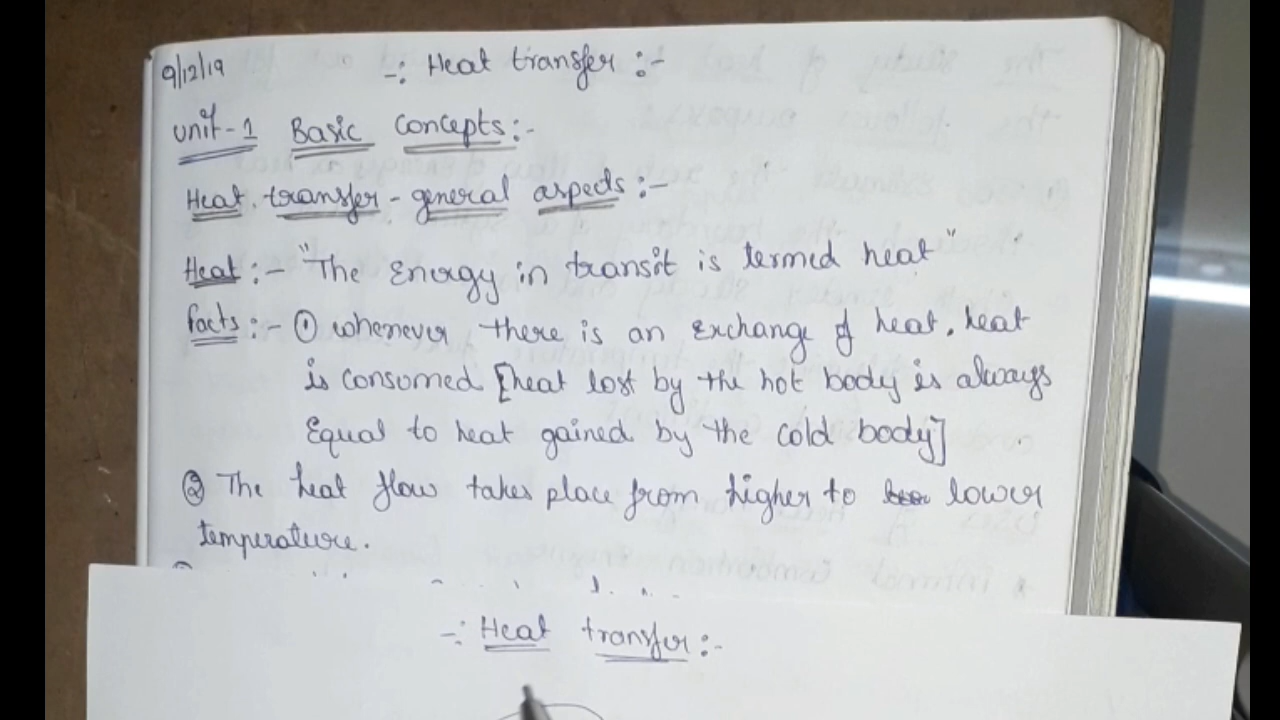 9/12/19
-: Heat transfer :-
Unit-1 Basic Concepts:-
Heat transfer - general aspects :-
Heat :- "The Energy in transit is termed heat"
facts :- ① whenever there is an Exchange of heat, heat
is consumed [heat lost by the hot body is always
Equal to heat gained by the cold body]
② The heat flow takes place from higher to lower
temperature.
-: Heat transfer :-